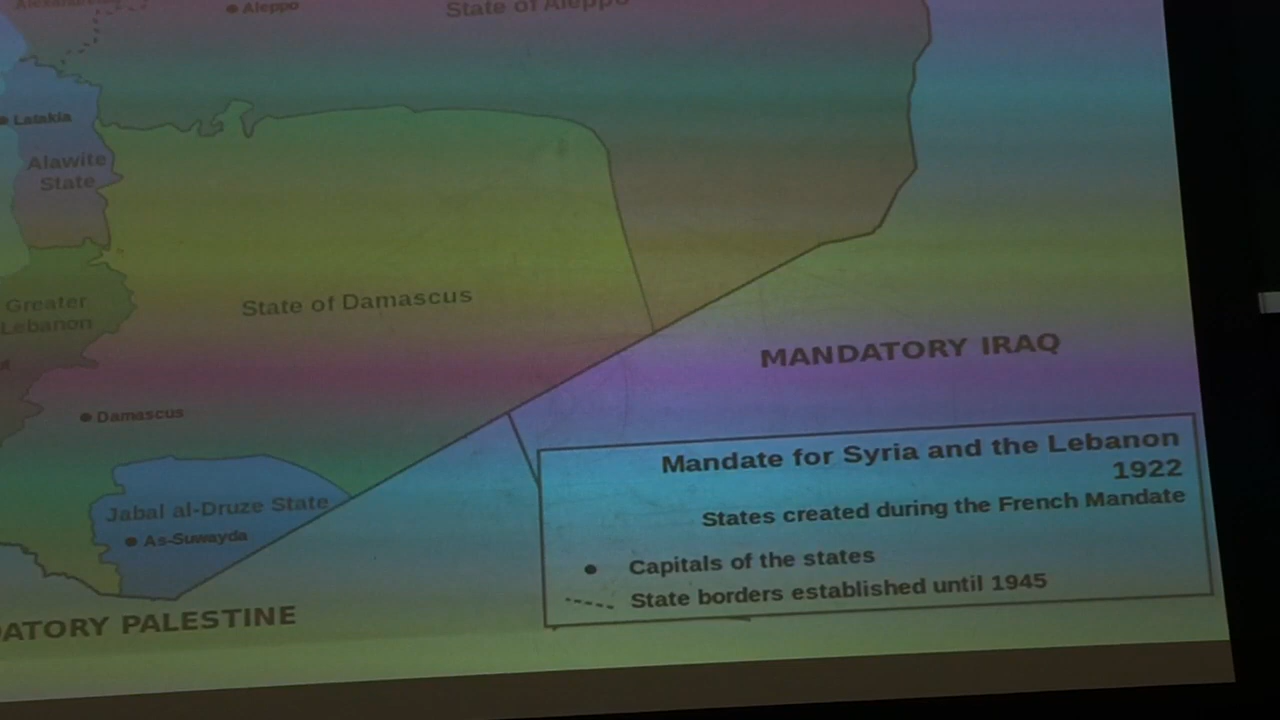 Aleppo
State of Aleppo
Latakia
Alawite
State
Greater
Lebanon
State of Damascus
MANDATORY IRAQ
Damascus
Mandate for Syria and the Lebanon
1922
States created during the French Mandate
Jabal al-Druze State
As-Suwayda
Capitals of the states
State borders established until 1945
DATORY PALESTINE